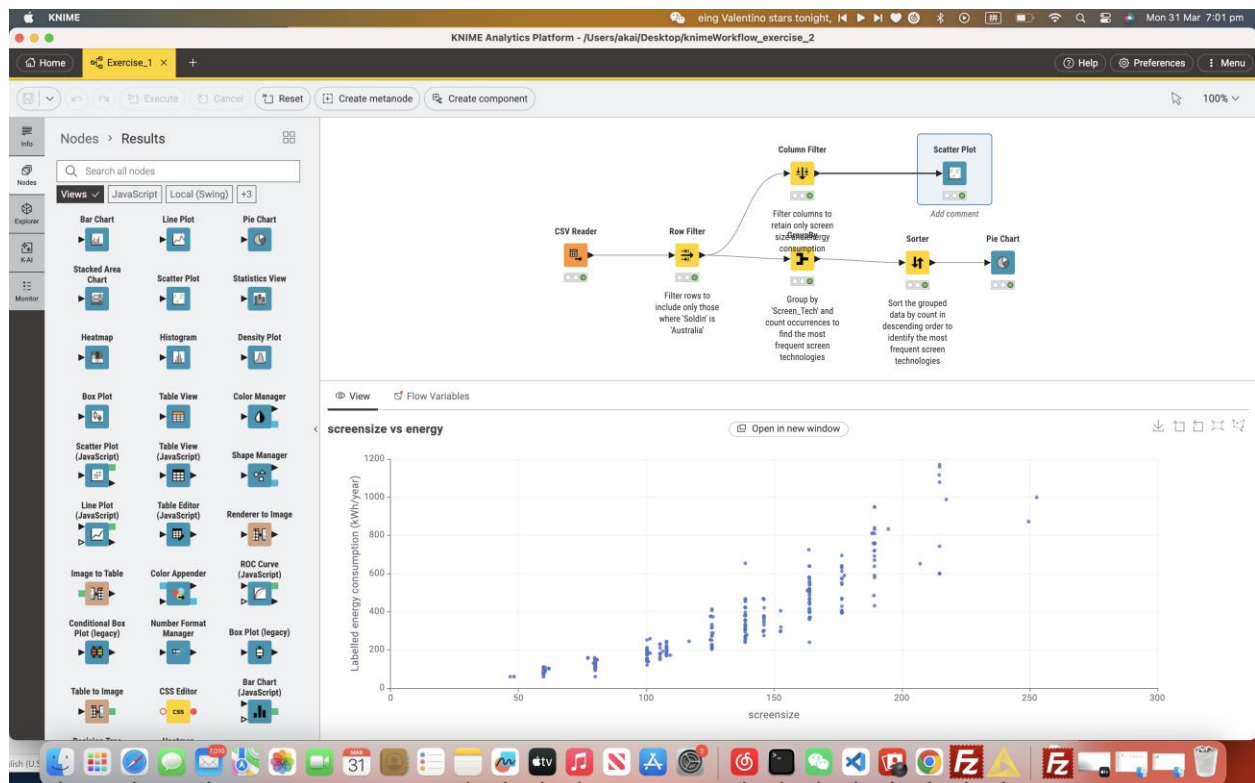 KNIME
eing Valentino stars tonight,
Mon 31 Mar 7:01 pm
KNIME Analytics Platform - /Users/akai/Desktop/knimeWorkflow_exercise_2
Home
Exercise_1
Help
Preferences
Menu
Execute
Cancel
Reset
Create metanode
Create component
100%
Info
Nodes
Explorer
K-AI
Monitor
Nodes > Results
Search all nodes
Views
JavaScript
Local (Swing)
+3
Bar Chart
Line Plot
Pie Chart
Stacked Area
Chart
Scatter Plot
Statistics View
Heatmap
Histogram
Density Plot
Box Plot
Table View
Color Manager
Scatter Plot
(JavaScript)
Table View
(JavaScript)
Shape Manager
Line Plot
(JavaScript)
Table Editor
(JavaScript)
Renderer to Image
Image to Table
Color Appender
ROC Curve
(JavaScript)
Conditional Box
Plot (legacy)
Number Format
Manager
Box Plot (legacy)
Table to Image
CSS Editor
CSS
Bar Chart
(JavaScript)
CSV Reader
Row Filter
Filter rows to
include only those
where 'SoldIn' is
'Australia'
Column Filter
Filter columns to
retain only screen
size and energy
consumption
GroupBy
Group by
'Screen_Tech' and
count occurrences to
find the most
frequent screen
technologies
Scatter Plot
Add comment
Sorter
Sort the grouped
data by count in
descending order to
identify the most
frequent screen
technologies
Pie Chart
View
Flow Variables
screensize vs energy
Open in new window
Labelled energy consumption (kWh/year)
1200
1000
800
600
400
200
0
0
50
100
150
200
250
300
screensize
7,010
MAR
31
tv
7